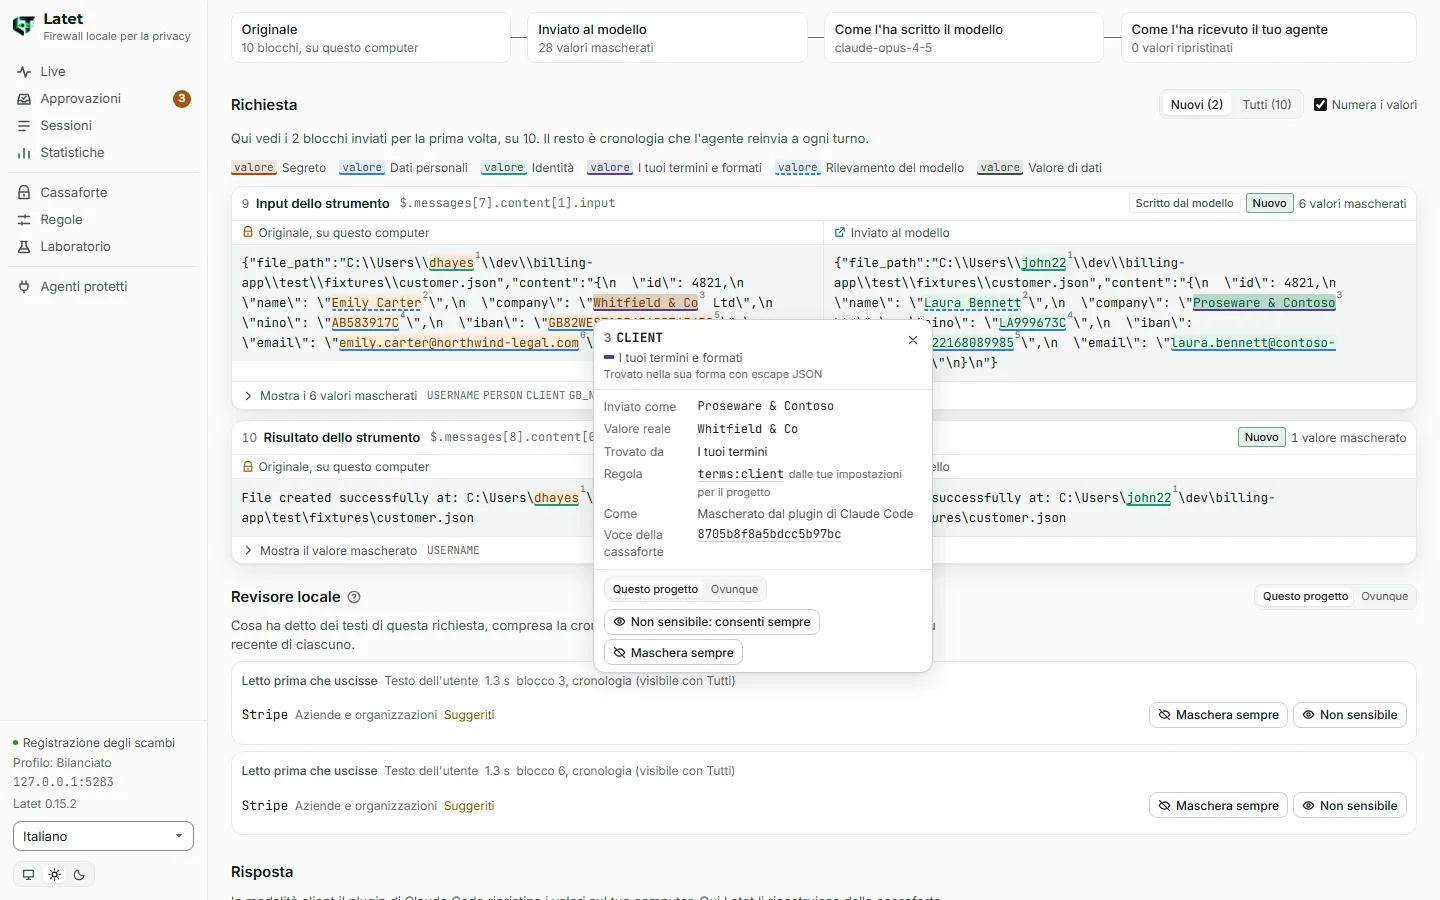 Latet
Firewall locale per la privacy
Live
Approvazioni 3
Sessioni
Statistiche
Cassaforte
Regole
Laboratorio
Agenti protetti
Registrazione degli scambi
Profilo: Bilanciato
127.0.0.1:5283
Latet 0.15.2
Italiano
Originale
10 blocchi, su questo computer
Inviato al modello
28 valori mascherati
Come l'ha scritto il modello
claude-opus-4-5
Come l'ha ricevuto il tuo agente
0 valori ripristinati
Richiesta
Nuovi (2) Tutti (10) Numera i valori
Qui vedi i 2 blocchi inviati per la prima volta, su 10. Il resto è cronologia che l'agente reinvia a ogni turno.
valore Segreto valore Dati personali valore Identità valore I tuoi termini e formati valore Rilevamento del modello valore Valore di dati
9 Input dello strumento $.messages[7].content[1].input
Scritto dal modello Nuovo 6 valori mascherati
Originale, su questo computer
{"file_path":"C:\\Users\\dhayes1\\dev\\billing-
app\\test\\fixtures\\customer.json","content":"{\n  \"id\": 4821,\n
\"name\": \"Emily Carter2\",\n  \"company\": \"Whitfield & Co3 Ltd\",\n
\"nino\": \"AB583917C4\",\n  \"iban\": \"
\"email\": \"emily.carter@northwind-legal.com6\
Inviato al modello
{"file_path":"C:\\Users\\john221\\dev\\billing-
app\\test\\fixtures\\customer.json","content":"{\n  \"id\": 4821,\n
\"name\": \"Laura Bennett2\",\n  \"company\": \"Proseware & Contoso3
nino\": \"LA999673C4\",\n  \"iban\":
221680899855\",\n  \"email\": \"laura.bennett@contoso-
\"\n}\n"}
Mostra i 6 valori mascherati USERNAME PERSON CLIENT
10 Risultato dello strumento $.messages[8].content[
Nuovo 1 valore mascherato
Originale, su questo computer
File created successfully at: C:\Users\dhayes1\
app\test\fixtures\customer.json
successfully at: C:\Users\john221\dev\billing-
\customer.json
Mostra il valore mascherato USERNAME
3 CLIENT
I tuoi termini e formati
Trovato nella sua forma con escape JSON
Inviato come Proseware & Contoso
Valore reale Whitfield & Co
Trovato da I tuoi termini
Regola terms:client dalle tue impostazioni
per il progetto
Come Mascherato dal plugin di Claude Code
Voce della
cassaforte 8705b8f8a5bdcc5b97bc
Questo progetto Ovunque
Non sensibile: consenti sempre
Maschera sempre
Revisore locale
Questo progetto Ovunque
Cosa ha detto dei testi di questa richiesta, compresa la
recente di ciascuno.
Letto prima che uscisse Testo dell'utente 1.3 s blocco 3, cronologia (visibile con Tutti)
Stripe Aziende e organizzazioni Suggeriti Maschera sempre Non sensibile
Letto prima che uscisse Testo dell'utente 1.3 s blocco 6, cronologia (visibile con Tutti)
Stripe Aziende e organizzazioni Suggeriti Maschera sempre Non sensibile
Risposta